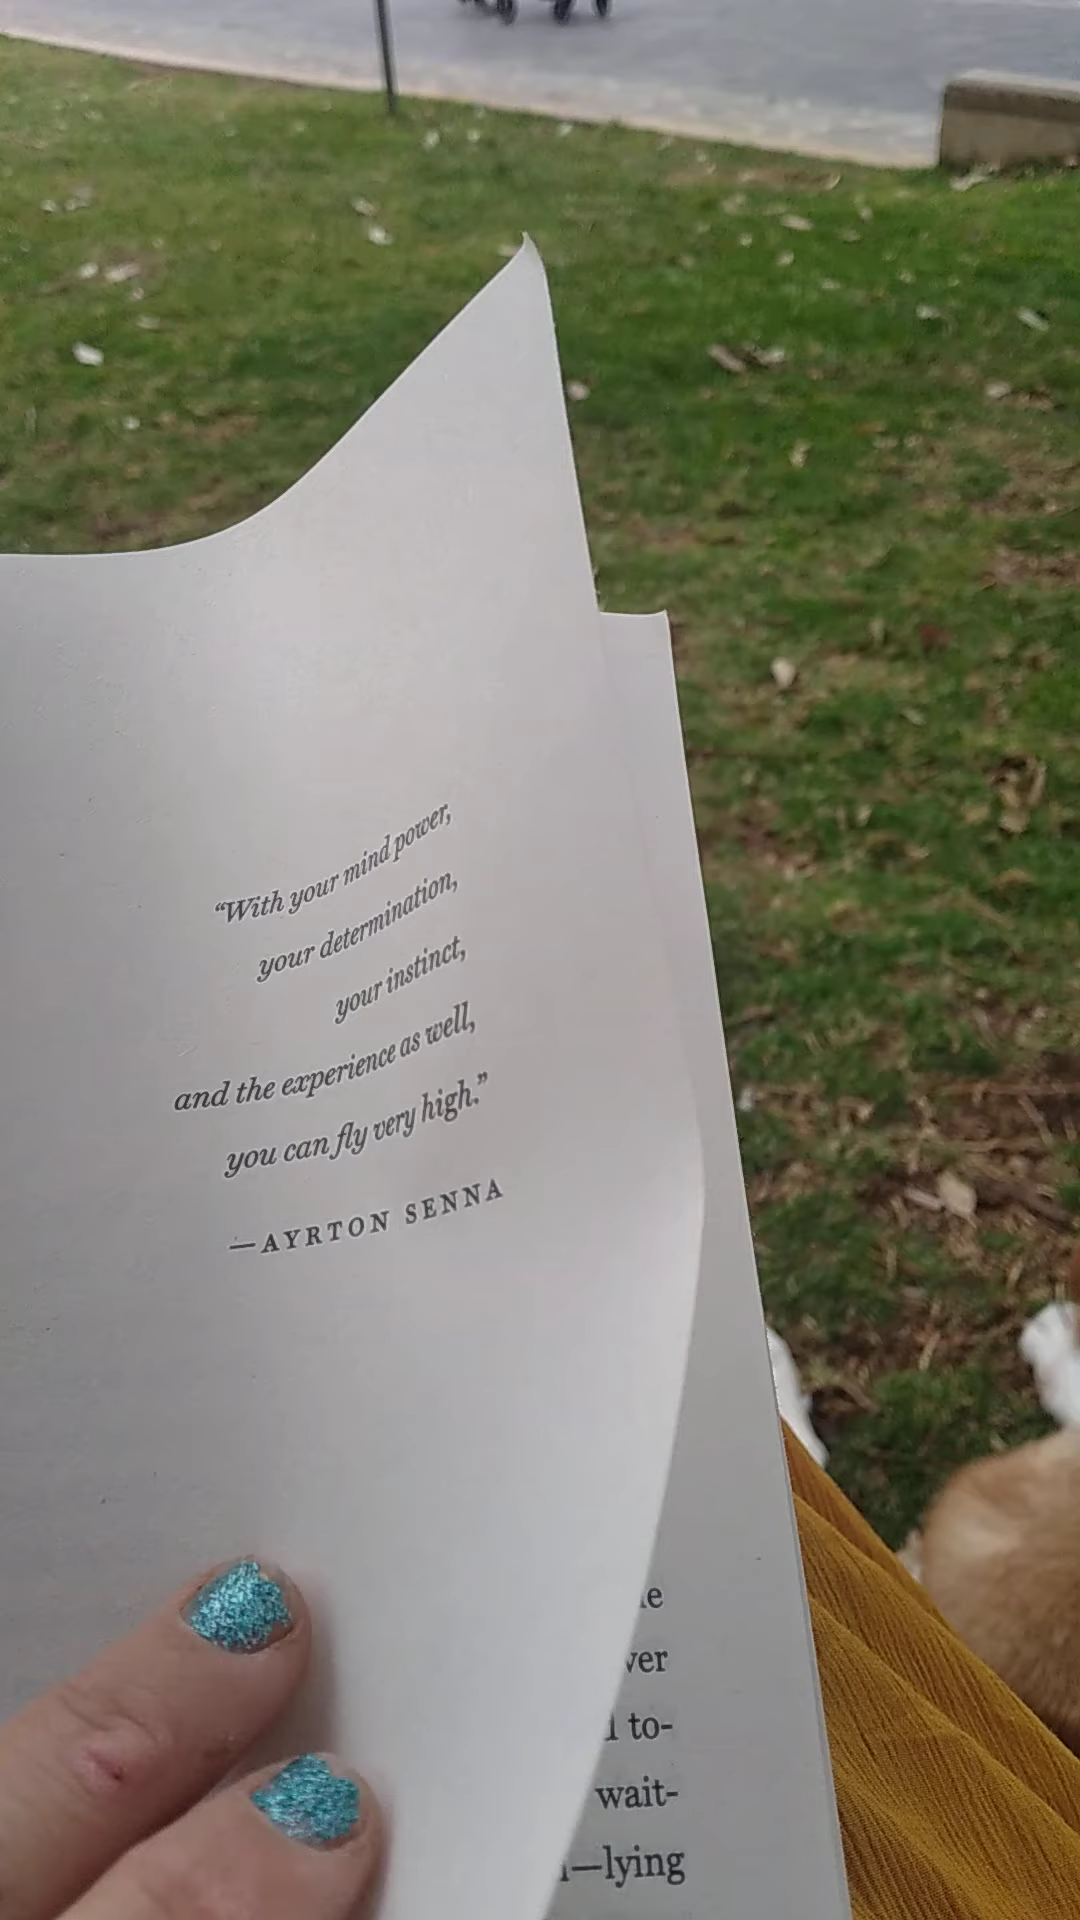 “With your mind power,
your determination,
your instinct,
and the experience as well,
you can fly very high.”
—AYRTON SENNA
to-
wait-
—lying